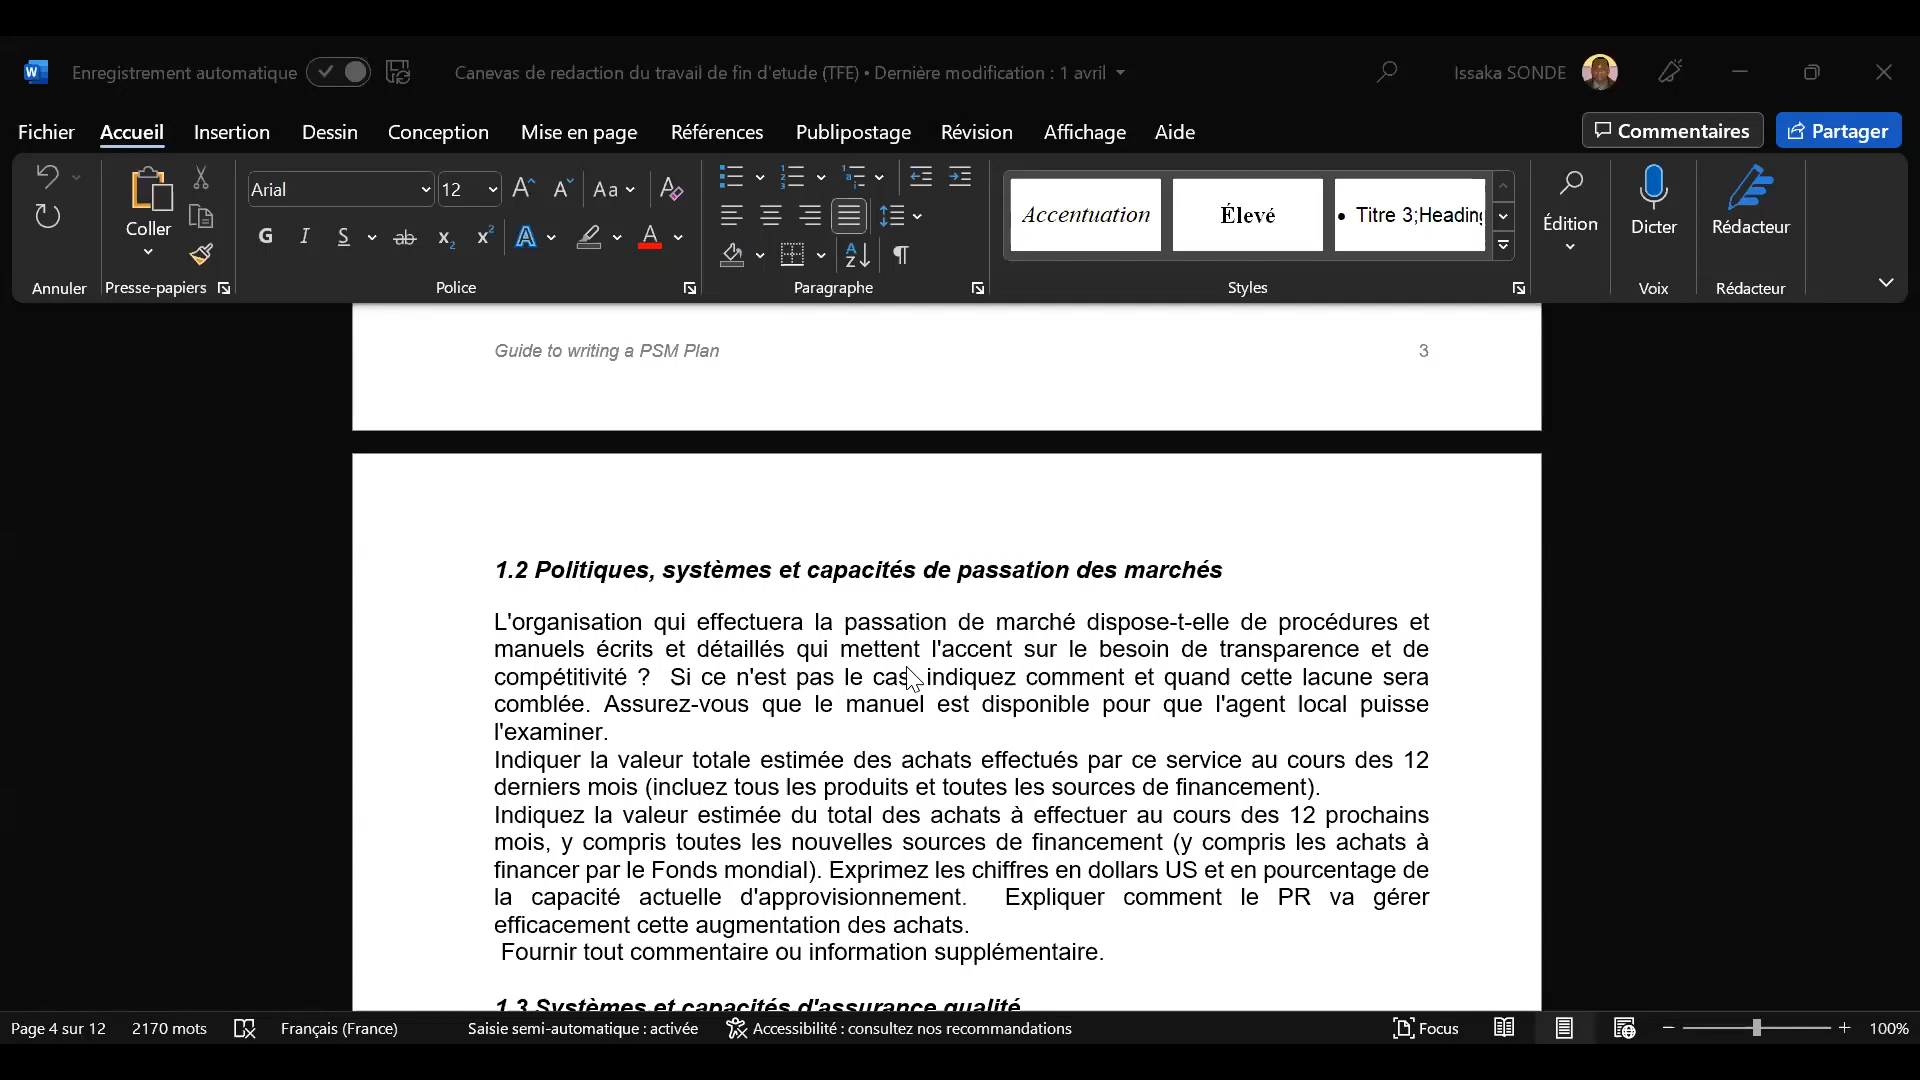 Enregistrement automatique
Canevas de redaction du travail de fin d'etude (TFE) • Dernière modification : 1 avril
Issaka SONDE
Fichier Accueil Insertion Dessin Conception Mise en page Références Publipostage Révision Affichage Aide
Commentaires Partager
Coller
Arial 12
Aa
G I S ab x₂ x² A A
Accentuation Élevé • Titre 3;Heading
Édition Dicter Rédacteur
Annuler Presse-papiers Police Paragraphe Styles Voix Rédacteur
Guide to writing a PSM Plan 3
1.2 Politiques, systèmes et capacités de passation des marchés
L'organisation qui effectuera la passation de marché dispose-t-elle de procédures et
manuels écrits et détaillés qui mettent l'accent sur le besoin de transparence et de
compétitivité ? Si ce n'est pas le cas indiquez comment et quand cette lacune sera
comblée. Assurez-vous que le manuel est disponible pour que l'agent local puisse
l'examiner.
Indiquer la valeur totale estimée des achats effectués par ce service au cours des 12
derniers mois (incluez tous les produits et toutes les sources de financement).
Indiquez la valeur estimée du total des achats à effectuer au cours des 12 prochains
mois, y compris toutes les nouvelles sources de financement (y compris les achats à
financer par le Fonds mondial). Exprimez les chiffres en dollars US et en pourcentage de
la capacité actuelle d'approvisionnement. Expliquer comment le PR va gérer
efficacement cette augmentation des achats.
Fournir tout commentaire ou information supplémentaire.
1.3 Systèmes et capacités d'assurance qualité
Page 4 sur 12 2170 mots Français (France) Saisie semi-automatique : activée Accessibilité : consultez nos recommandations Focus 100%